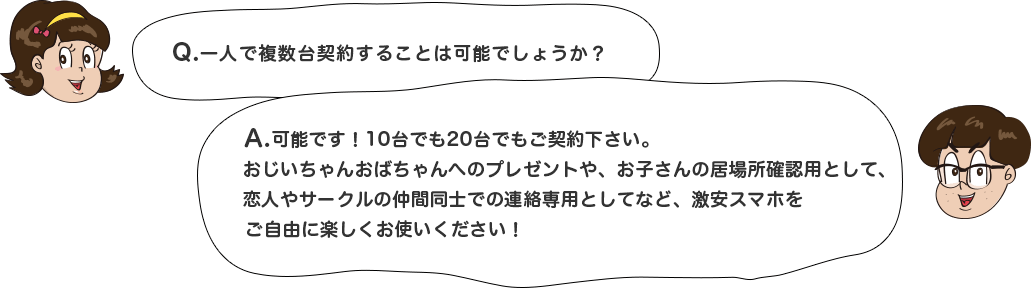 Q.一人で複数台契約することは可能でしょうか？
A.可能です！10台でも20台でもご契約下さい。
おじいちゃんおばちゃんへのプレゼントや、お子さんの居場所確認用として、
恋人やサークルの仲間同士での連絡専用としてなど、激安スマホを
ご自由に楽しくお使いください！